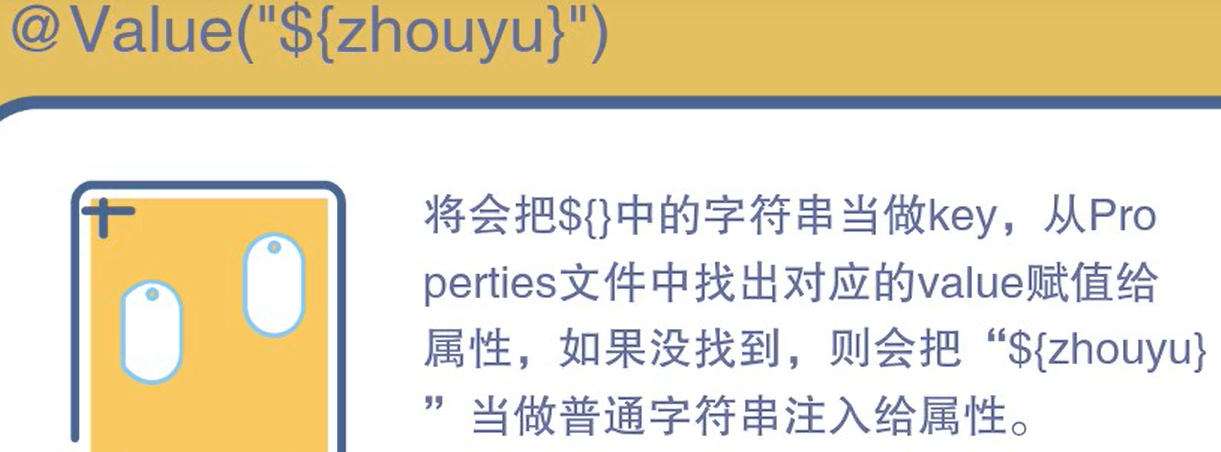 @Value("${zhouyu}")
将会把${}中的字符串当做key，从Pro
perties文件中找出对应的value赋值给
属性，如果没找到，则会把“${zhouyu}
”当做普通字符串注入给属性。